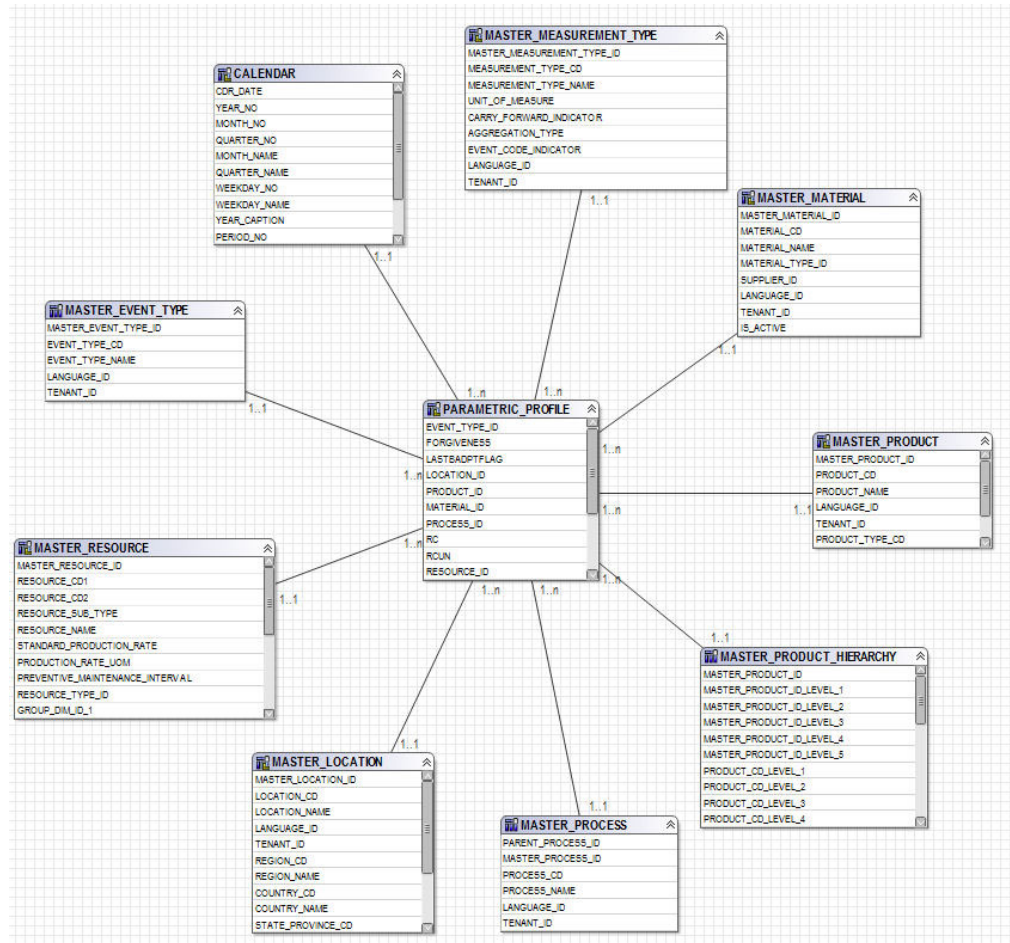 MASTER_MEASUREMENT_TYPE
MASTER_MEASUREMENT_TYPE_ID
MEASUREMENT_TYPE_CD
MEASUREMENT_TYPE_NAME
UNIT_OF_MEASURE
CARRY_FORWARD_INDICATOR
AGGREGATION_TYPE
EVENT_CODE_INDICATOR
LANGUAGE_ID
TENANT_ID
1..1
CALENDAR
CDR_DATE
YEAR_NO
MONTH_NO
QUARTER_NO
MONTH_NAME
QUARTER_NAME
WEEKDAY_NO
WEEKDAY_NAME
YEAR_CAPTION
PERIOD_NO
1..1
MASTER_MATERIAL
MASTER_MATERIAL_ID
MATERIAL_CD
MATERIAL_NAME
MATERIAL_TYPE_ID
SUPPLIER_ID
LANGUAGE_ID
TENANT_ID
IS_ACTIVE
1..1
MASTER_EVENT_TYPE
MASTER_EVENT_TYPE_ID
EVENT_TYPE_CD
EVENT_TYPE_NAME
LANGUAGE_ID
TENANT_ID
1..1
1..n
1..n
PARAMETRIC_PROFILE
EVENT_TYPE_ID
FORGIVENESS
LASTBADPTFLAG
LOCATION_ID
PRODUCT_ID
MATERIAL_ID
PROCESS_ID
RC
RCUN
RESOURCE_ID
1..n
1..n
1..n
1..n
1..n
1..n
1..n
MASTER_PRODUCT
MASTER_PRODUCT_ID
PRODUCT_CD
PRODUCT_NAME
LANGUAGE_ID
TENANT_ID
PRODUCT_TYPE_CD
1..1
MASTER_RESOURCE
MASTER_RESOURCE_ID
RESOURCE_CD1
RESOURCE_CD2
RESOURCE_SUB_TYPE
RESOURCE_NAME
STANDARD_PRODUCTION_RATE
PRODUCTION_RATE_UOM
PREVENTIVE_MAINTENANCE_INTERVAL
RESOURCE_TYPE_ID
GROUP_DIM_ID_1
1..1
1..1
MASTER_PRODUCT_HIERARCHY
MASTER_PRODUCT_ID
MASTER_PRODUCT_ID_LEVEL_1
MASTER_PRODUCT_ID_LEVEL_2
MASTER_PRODUCT_ID_LEVEL_3
MASTER_PRODUCT_ID_LEVEL_4
MASTER_PRODUCT_ID_LEVEL_5
PRODUCT_CD_LEVEL_1
PRODUCT_CD_LEVEL_2
PRODUCT_CD_LEVEL_3
PRODUCT_CD_LEVEL_4
1..1
MASTER_LOCATION
MASTER_LOCATION_ID
LOCATION_CD
LOCATION_NAME
LANGUAGE_ID
TENANT_ID
REGION_CD
REGION_NAME
COUNTRY_CD
COUNTRY_NAME
STATE_PROVINCE_CD
1..1
MASTER_PROCESS
PARENT_PROCESS_ID
MASTER_PROCESS_ID
PROCESS_CD
PROCESS_NAME
LANGUAGE_ID
TENANT_ID